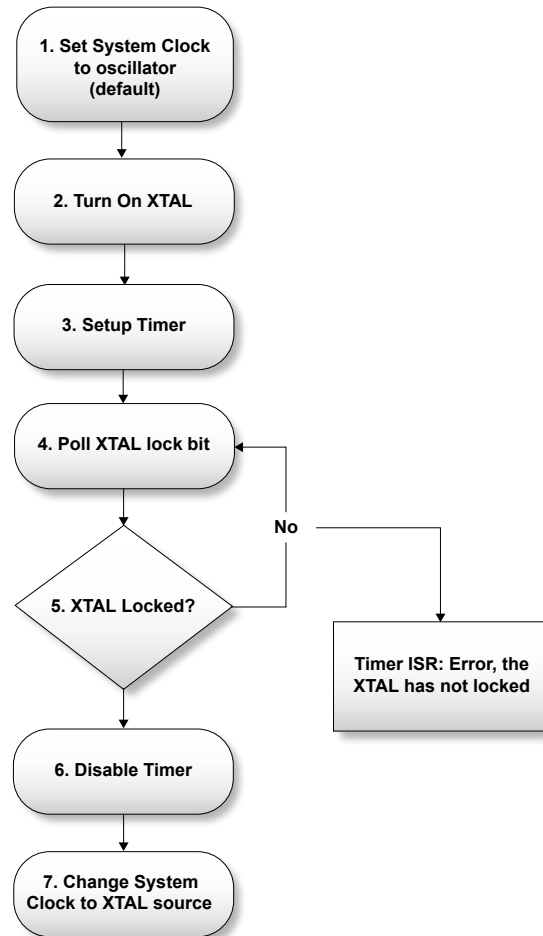 1. Set System Clock
to oscillator
(default)
2. Turn On XTAL
3. Setup Timer
4. Poll XTAL lock bit
No
5. XTAL Locked?
Timer ISR: Error, the
XTAL has not locked
6. Disable Timer
7. Change System
Clock to XTAL source